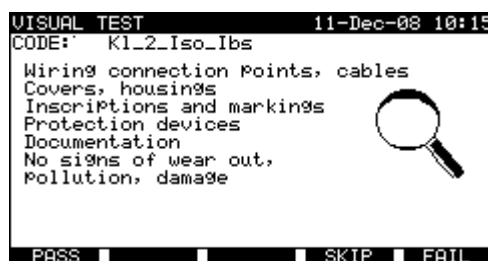 VISUAL TEST 11-Dec-08 10:15
CODE: Kl_2_Iso_Ibs
Wiring connection points, cables
Covers, housings
Inscriptions and markings
Protection devices
Documentation
No signs of wear out,
pollution, damage
PASS SKIP FAIL